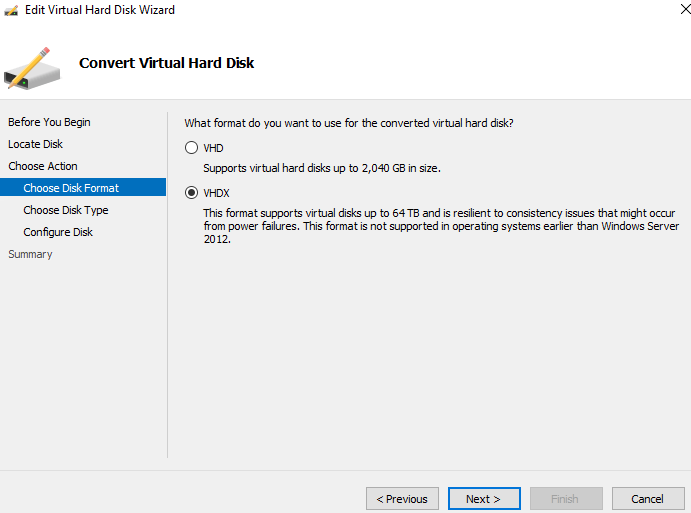 Edit Virtual Hard Disk Wizard
Convert Virtual Hard Disk
Before You Begin
Locate Disk
Choose Action
Choose Disk Format
Choose Disk Type
Configure Disk
Summary
What format do you want to use for the converted virtual hard disk?
VHD
Supports virtual hard disks up to 2,040 GB in size.
VHDX
This format supports virtual disks up to 64 TB and is resilient to consistency issues that might occur
from power failures. This format is not supported in operating systems earlier than Windows Server
2012.
< Previous
Next >
Finish
Cancel